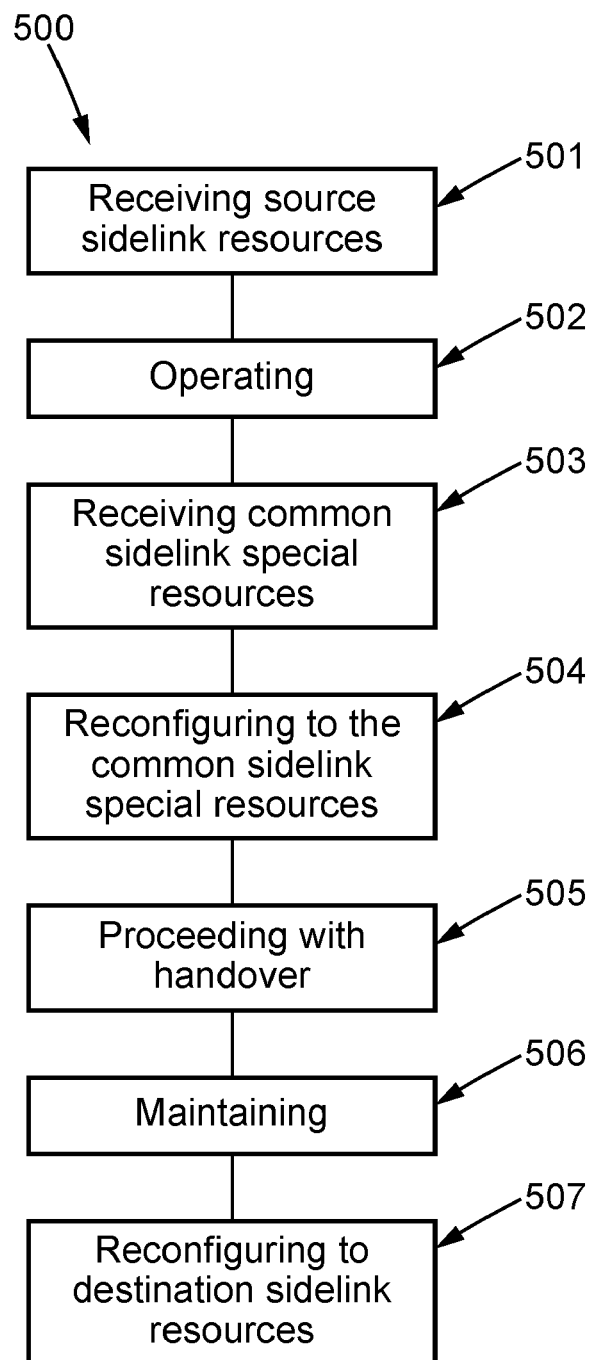 500
501
Receiving source
sidelink resources
502
Operating
503
Receiving common
sidelink special
resources
504
Reconfiguring to the
common sidelink
special resources
505
Proceeding with
handover
506
Maintaining
507
Reconfiguring to
destination sidelink
resources